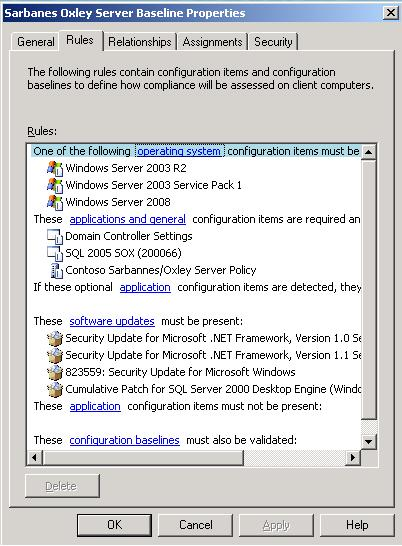 Sarbanes Oxley Server Baseline Properties
General Rules Relationships Assignments Security
The following rules contain configuration items and configuration
baselines to define how compliance will be assessed on client computers.
Rules:
One of the following operating system configuration items must be
Windows Server 2003 R2
Windows Server 2003 Service Pack 1
Windows Server 2008
These applications and general configuration items are required an
Domain Controller Settings
SQL 2005 SOX (200066)
Contoso Sarbannes/Oxley Server Policy
If these optional application configuration items are detected, they
These software updates must be present:
Security Update for Microsoft .NET Framework, Version 1.0 Se
Security Update for Microsoft .NET Framework, Version 1.1 Se
823559: Security Update for Microsoft Windows
Cumulative Patch for SQL Server 2000 Desktop Engine (Windo
These application configuration items must not be present:
These configuration baselines must also be validated:
Delete
OK Cancel Apply Help